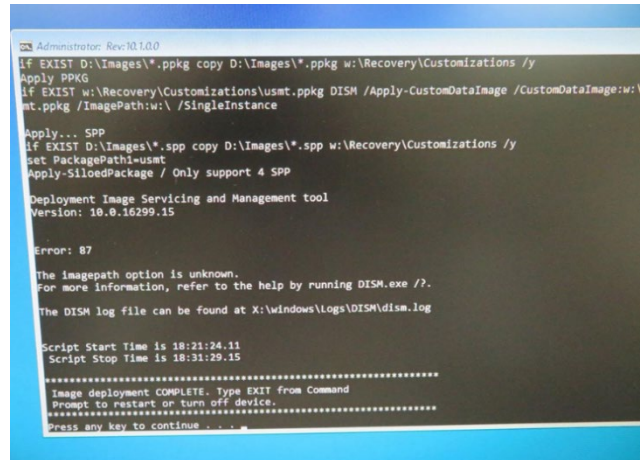 Administrator: Rev:10.1.0.0
if EXIST D:\Images\*.ppkg copy D:\Images\*.ppkg w:\Recovery\Customizations /y
Apply PPKG
if EXIST w:\Recovery\Customizations\usmt.ppkg DISM /Apply-CustomDataImage /CustomDataImage:w:\
mt.ppkg /ImagePath:w:\ /SingleInstance
Apply... SPP
if EXIST D:\Images\*.spp copy D:\Images\*.spp w:\Recovery\Customizations /y
set PackagePath1=usmt
Apply-SiloedPackage / Only support 4 SPP
Deployment Image Servicing and Management tool
Version: 10.0.16299.15
Error: 87
The imagepath option is unknown.
For more information, refer to the help by running DISM.exe /?.
The DISM log file can be found at X:\windows\Logs\DISM\dism.log
Script Start Time is 18:21:24.11
Script Stop Time is 18:31:29.15
Image deployment COMPLETE. Type EXIT from Command
Prompt to restart or turn off device.
Press any key to continue . . .